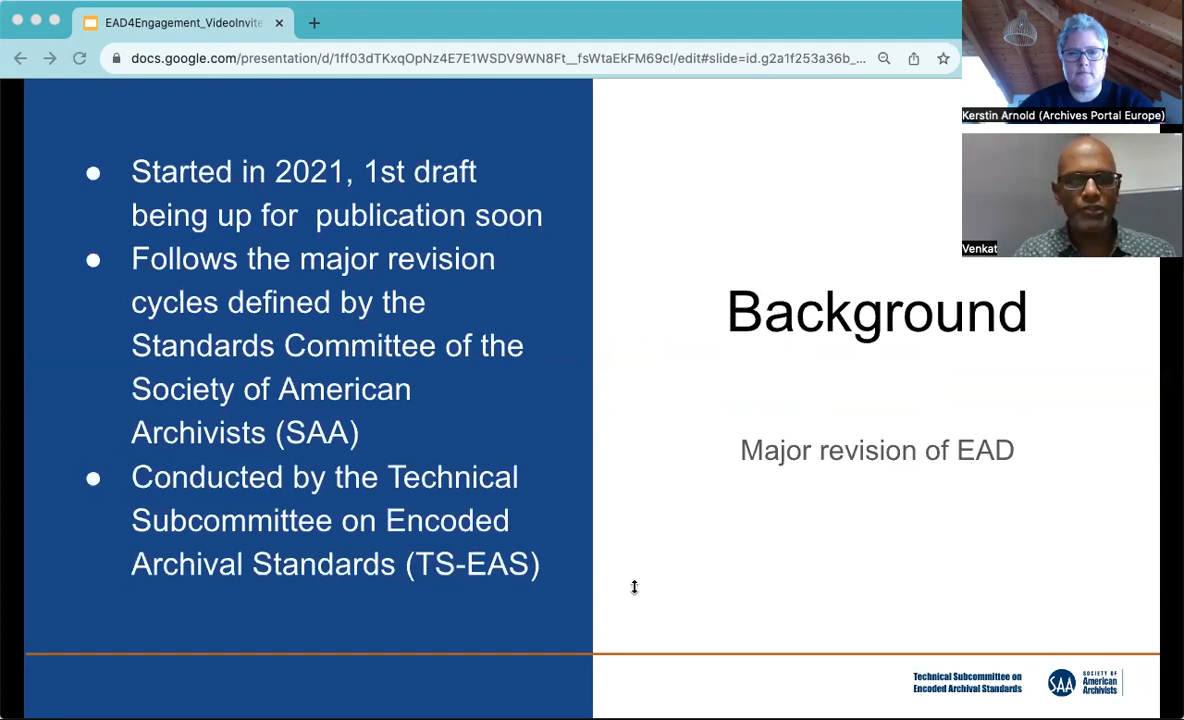 EAD4Engagement_VideoInvite
docs.google.com/presentation/d/1ff03dTKxqOpNz4E7E1WSDV9WN8Ft__fsWtaEkFM69cI/edit#slide=id.g2a1f253a36b_...
Kerstin Arnold (Archives Portal Europe)
Venkat
● Started in 2021, 1st draft
being up for publication soon
● Follows the major revision
cycles defined by the
Standards Committee of the
Society of American
Archivists (SAA)
● Conducted by the Technical
Subcommittee on Encoded
Archival Standards (TS-EAS)
Background
Major revision of EAD
Technical Subcommittee on
Encoded Archival Standards
SAA
SOCIETY OF
American
Archivists